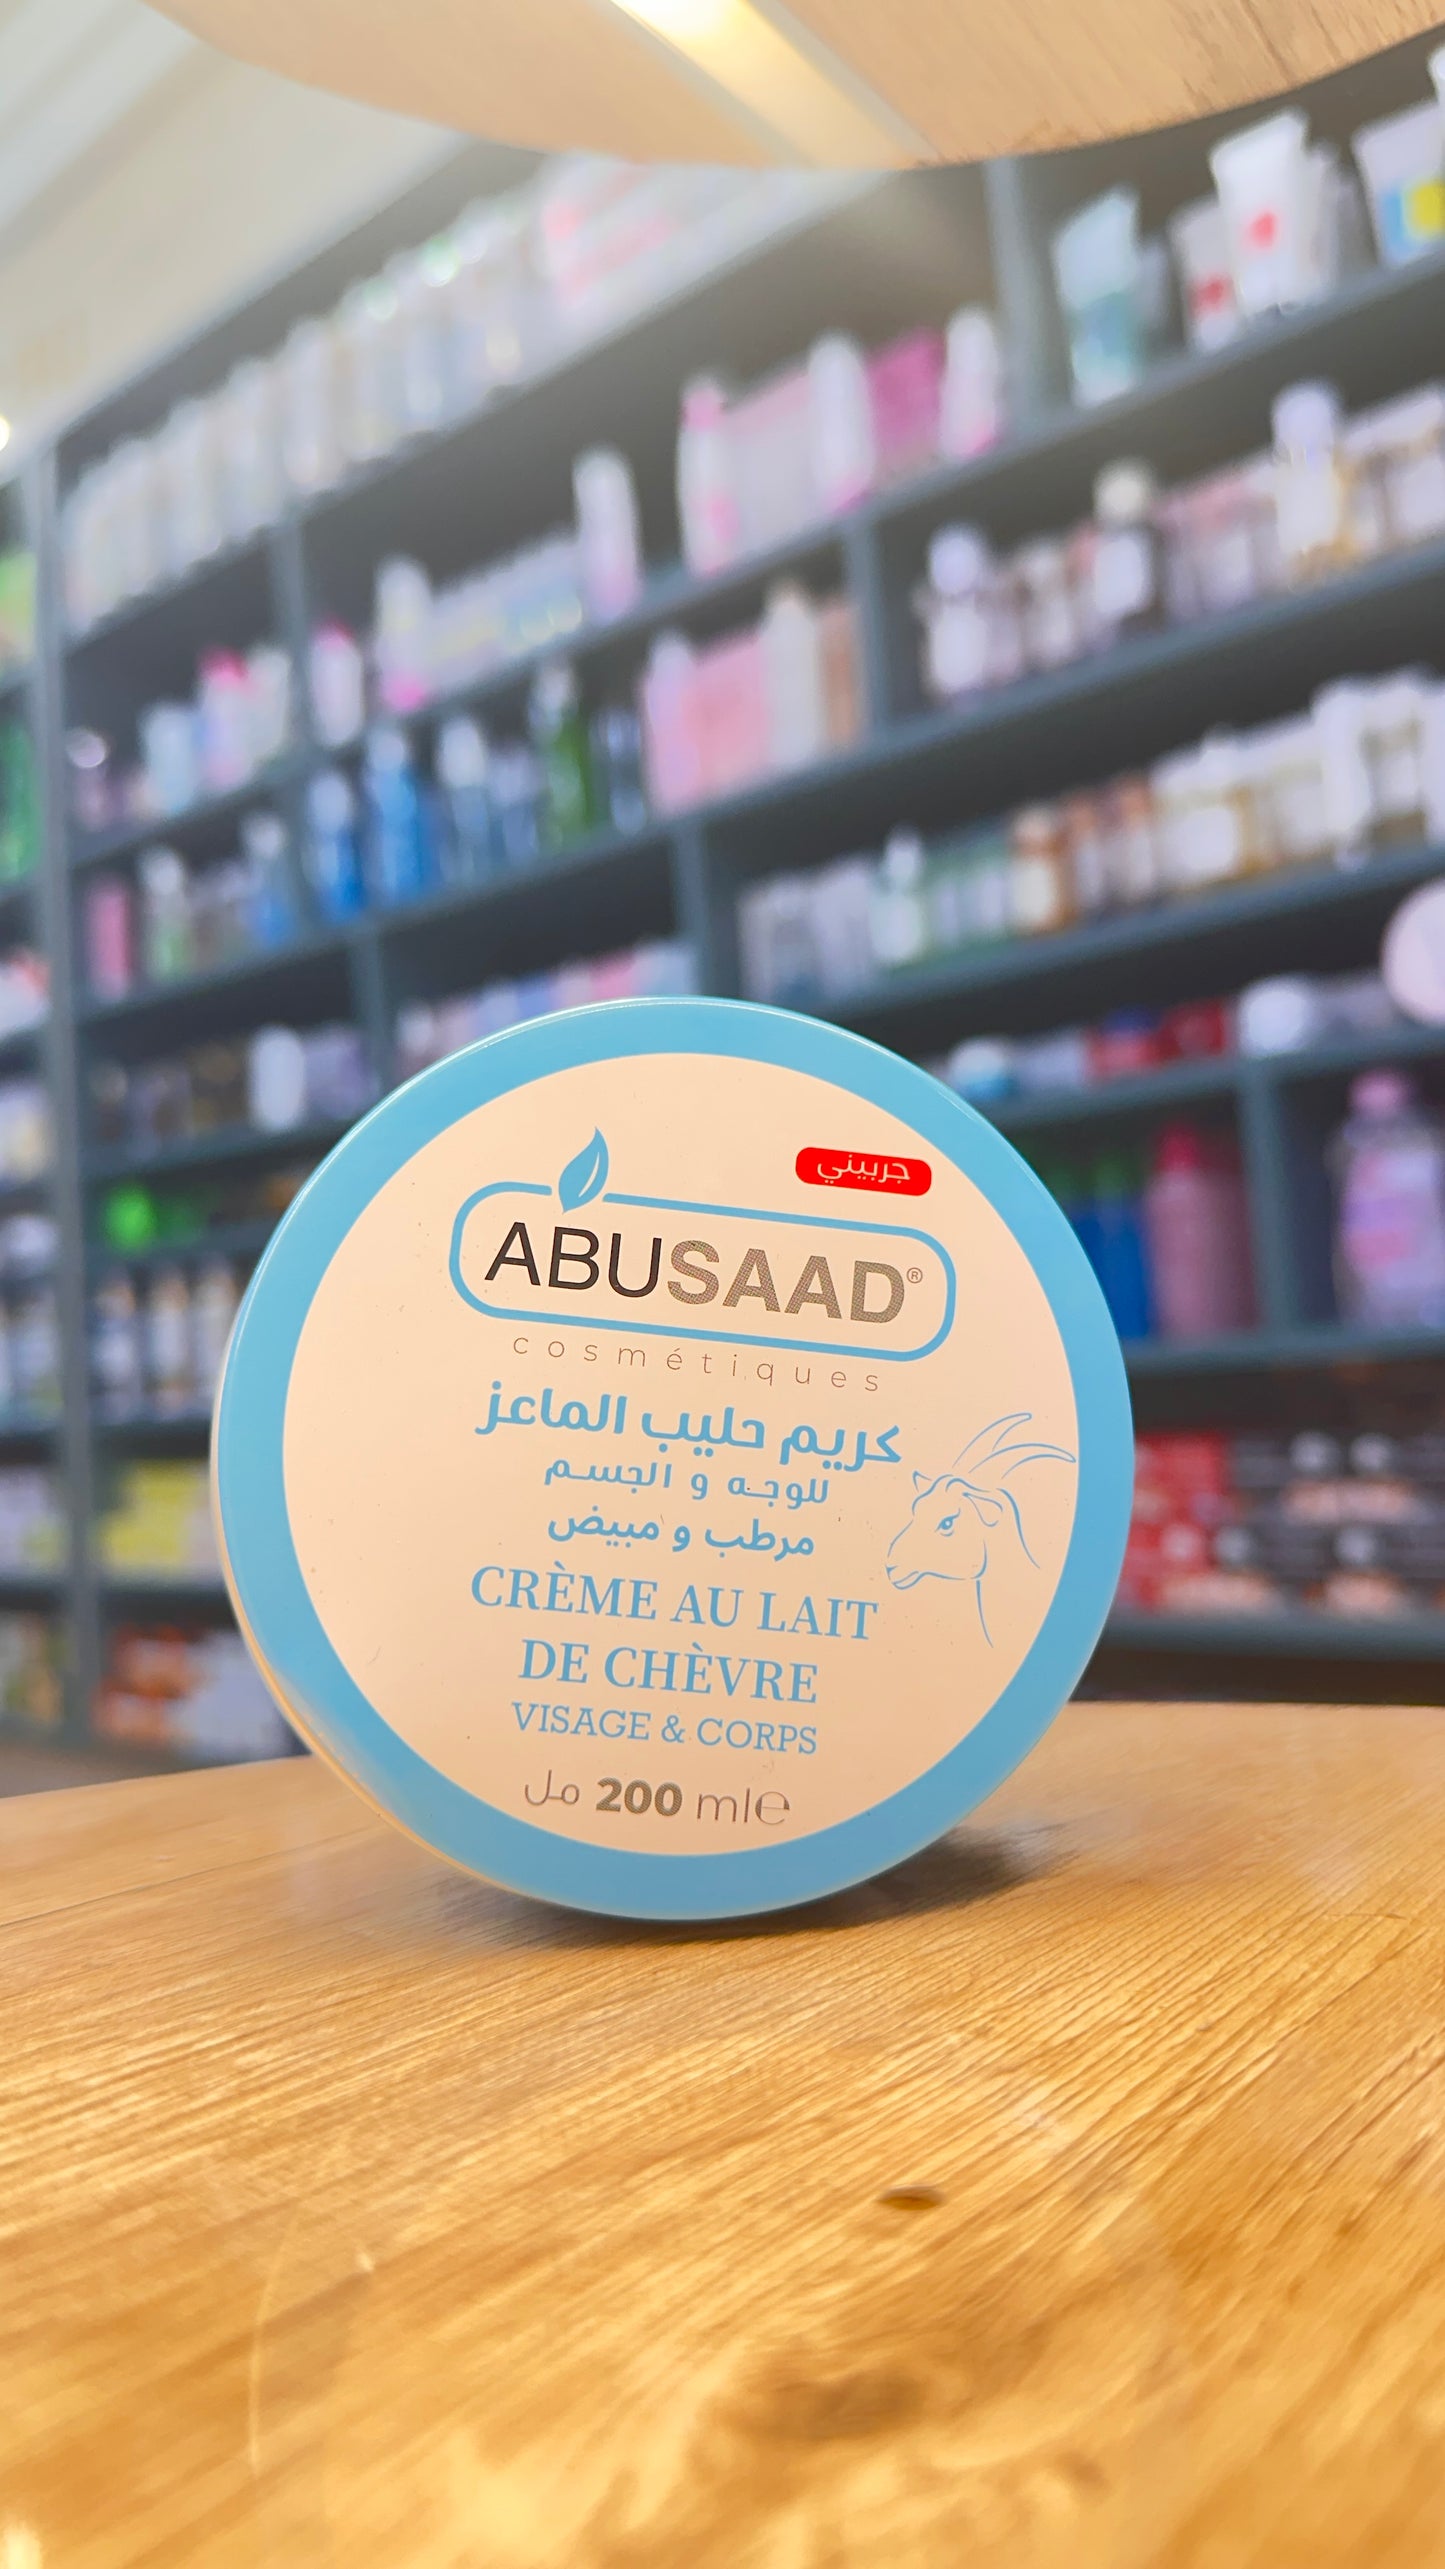 جربيني
ABUSAAD®
cosmétiques
كريم حليب الماعز
للوجه و الجسم
مرطب و مبيض
CRÈME AU LAIT
DE CHÈVRE
VISAGE & CORPS
200 ml℮ مل